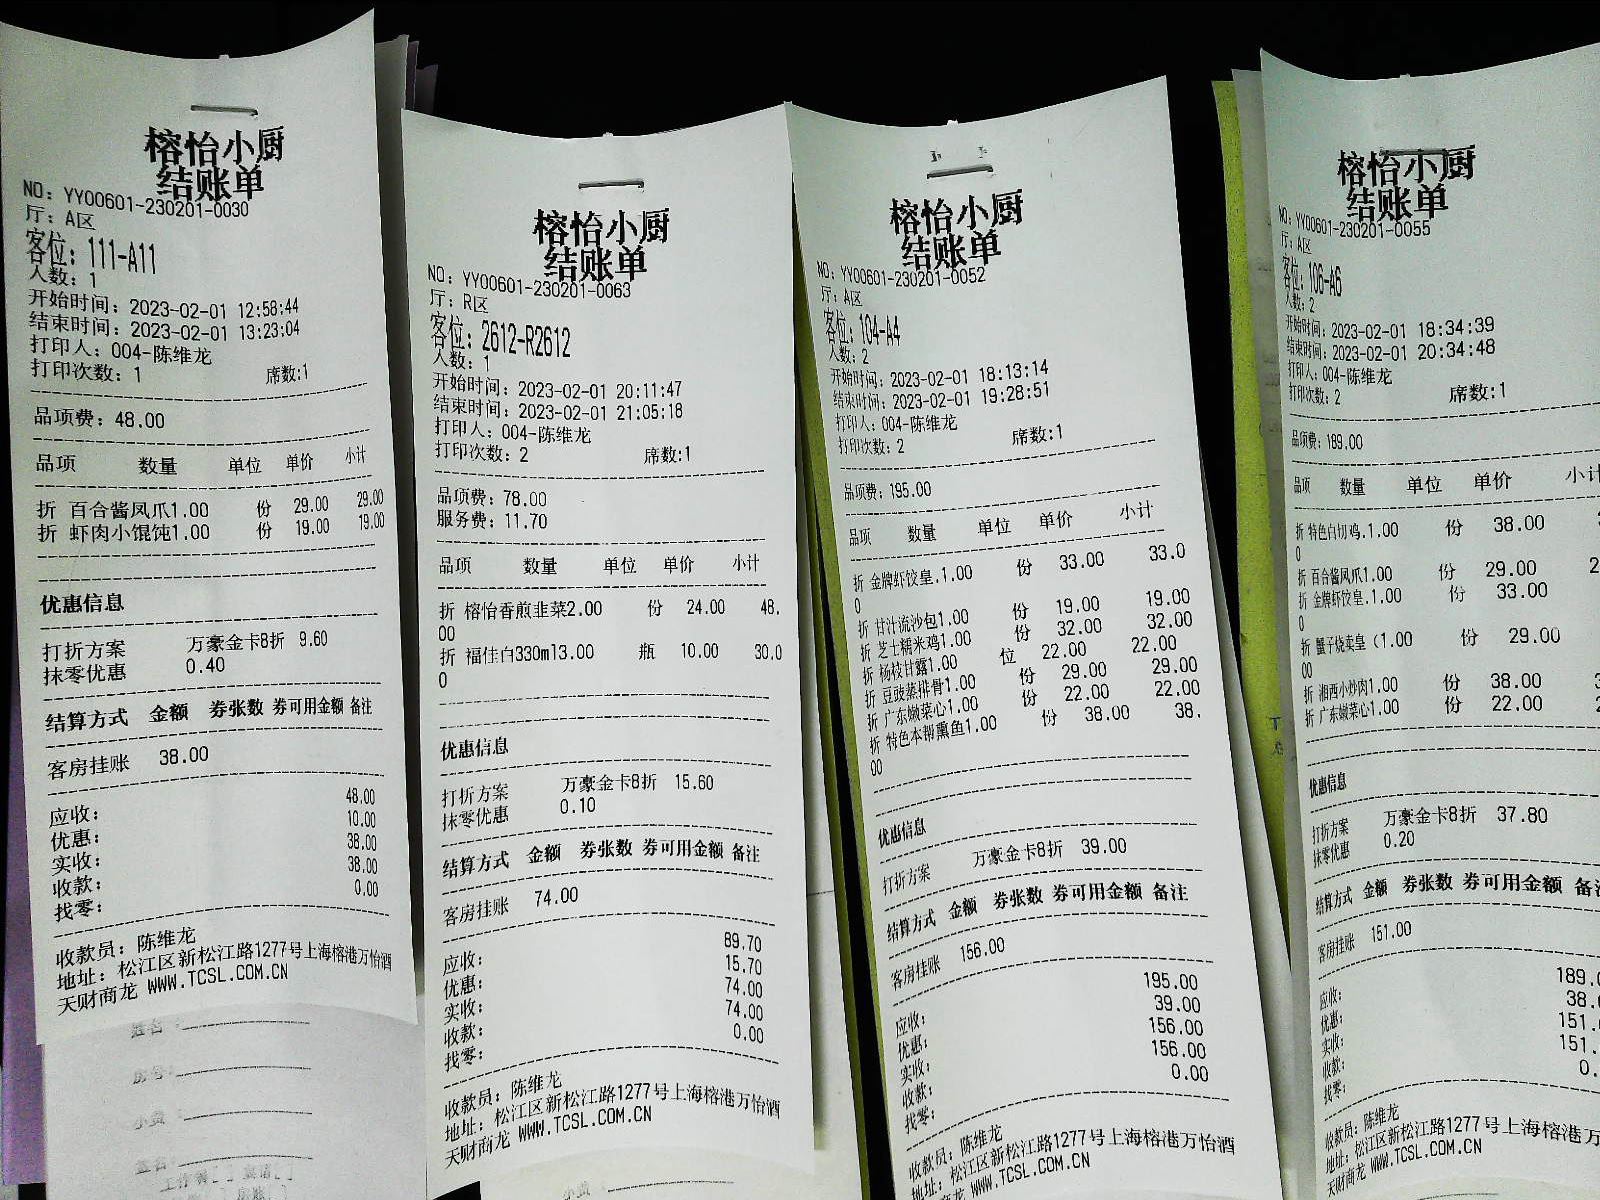 榕怡小厨
结账单
NO: YY00601-230201-0030
厅: A区
客位: 111-A11
人数: 1
开始时间: 2023-02-01 12:58:44
结束时间: 2023-02-01 13:23:04
打印人: 004-陈维龙
打印次数: 1 席数:1
品项费: 48.00
品项 数量 单位 单价 小计
折 百合酱凤爪1.00 份 29.00 29.00
折 虾肉小馄饨1.00 份 19.00 19.00
优惠信息
打折方案 万豪金卡8折 9.60
抹零优惠 0.40
结算方式 金额 券张数 券可用金额 备注
客房挂账 38.00
应收: 48.00
优惠: 10.00
实收: 38.00
收款: 38.00
找零: 0.00
收款员: 陈维龙
地址: 松江区新松江路1277号上海榕港万怡酒
天财商龙 WWW.TCSL.COM.CN
榕怡小厨
结账单
NO: YY00601-230201-0063
厅: R区
客位: 2612-R2612
人数: 1
开始时间: 2023-02-01 20:11:47
结束时间: 2023-02-01 21:05:18
打印人: 004-陈维龙
打印次数: 2 席数:1
品项费: 78.00
服务费: 11.70
品项 数量 单位 单价 小计
折 榕怡香煎韭菜2.00 份 24.00 48.
00
折 福佳白330ml3.00 瓶 10.00 30.0
0
优惠信息
打折方案 万豪金卡8折 15.60
抹零优惠 0.10
结算方式 金额 券张数 券可用金额 备注
客房挂账 74.00
应收: 89.70
优惠: 15.70
实收: 74.00
收款: 74.00
找零: 0.00
收款员: 陈维龙
地址: 松江区新松江路1277号上海榕港万怡酒
天财商龙 WWW.TCSL.COM.CN
榕怡小厨
结账单
NO: YY00601-230201-0052
厅: A区
客位: 104-A4
人数: 2
开始时间: 2023-02-01 18:13:14
结束时间: 2023-02-01 19:28:51
打印人: 004-陈维龙
打印次数: 2 席数:1
品项费: 195.00
品项 数量 单位 单价 小计
折 金牌虾饺皇.1.00 份 33.00 33.0
0
折 甘汁流沙包1.00 份 19.00 19.00
折 芝士糯米鸡1.00 份 32.00 32.00
折 杨枝甘露1.00 位 22.00 22.00
折 豆豉蒸排骨1.00 份 29.00 29.00
折 广东嫩菜心1.00 份 22.00 22.00
折 特色本帮熏鱼1.00 份 38.00 38.
00
优惠信息
打折方案 万豪金卡8折 39.00
结算方式 金额 券张数 券可用金额 备注
客房挂账 156.00
应收: 195.00
优惠: 39.00
实收: 156.00
收款: 156.00
找零: 0.00
收款员: 陈维龙
地址: 松江区新松江路1277号上海榕港万怡酒
天财商龙 WWW.TCSL.COM.CN
榕怡小厨
结账单
NO: YY00601-230201-0055
厅: A区
客位: 106-A6
人数: 2
开始时间: 2023-02-01 18:34:39
结束时间: 2023-02-01 20:34:48
打印人: 004-陈维龙
打印次数: 2 席数:1
品项费: 189.00
品项 数量 单位 单价 小计
折 特色白切鸡.1.00 份 38.00
0
折 百合酱凤爪1.00 份 29.00 2
折 金牌虾饺皇.1.00 份 33.00
0
折 蟹子烧卖皇（1.00 份 29.00
00
折 湘西小炒肉1.00 份 38.00
折 广东嫩菜心1.00 份 22.00
优惠信息
打折方案 万豪金卡8折 37.80
抹零优惠 0.20
结算方式 金额 券张数 券可用金额 备注
客房挂账 151.00
应收: 189.0
优惠: 38.
实收: 151.
收款: 151.
找零: 0.
收款员: 陈维龙
地址: 松江区新松江路1277号上海榕港万
天财商龙 WWW.TCSL.COM.CN